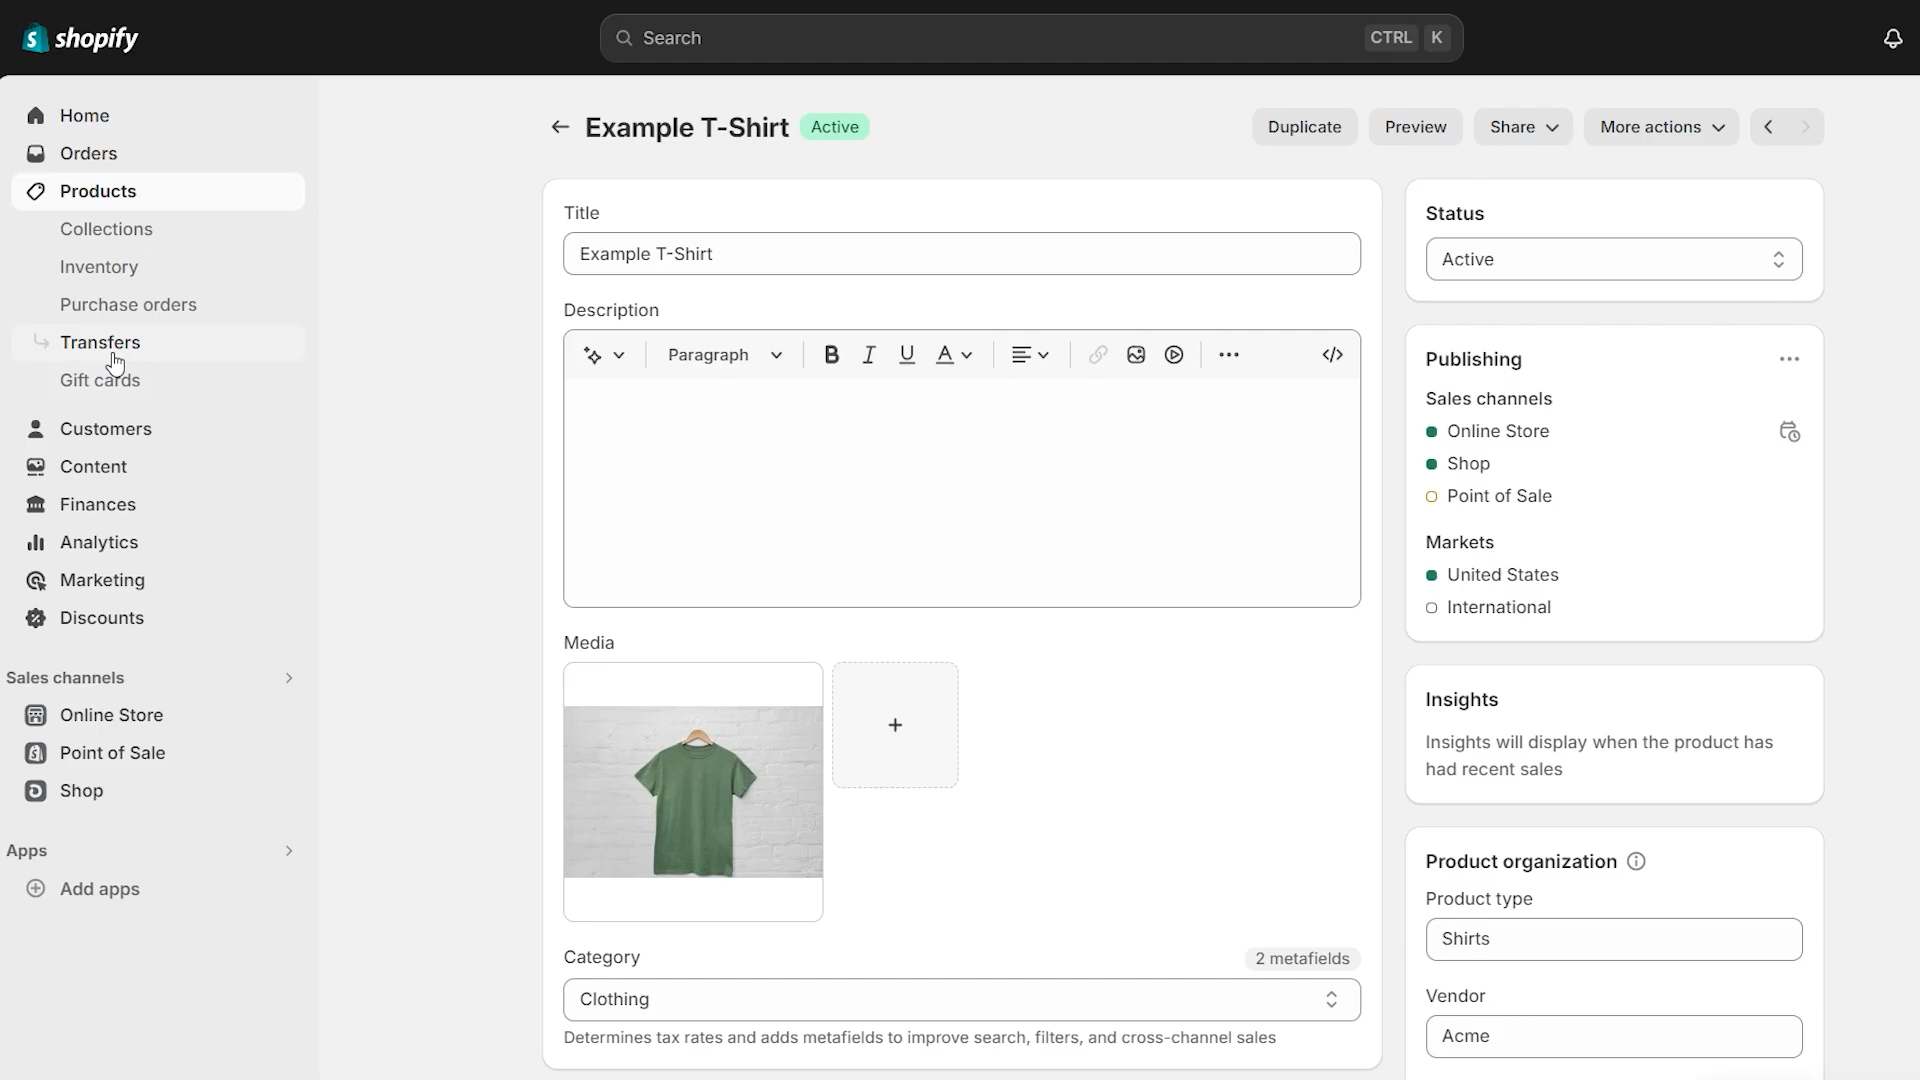 shopify
Search
CTRL K
Home
Orders
Products
Collections
Inventory
Purchase orders
Transfers
Gift cards
Customers
Content
Finances
Analytics
Marketing
Discounts
Sales channels
Online Store
Point of Sale
Shop
Apps
Add apps
Example T-Shirt Active
Duplicate Preview Share More actions
Title
Example T-Shirt
Description
Paragraph B I U A
Media
Category 2 metafields
Clothing
Determines tax rates and adds metafields to improve search, filters, and cross-channel sales
Status
Active
Publishing
Sales channels
Online Store
Shop
Point of Sale
Markets
United States
International
Insights
Insights will display when the product has
had recent sales
Product organization
Product type
Shirts
Vendor
Acme